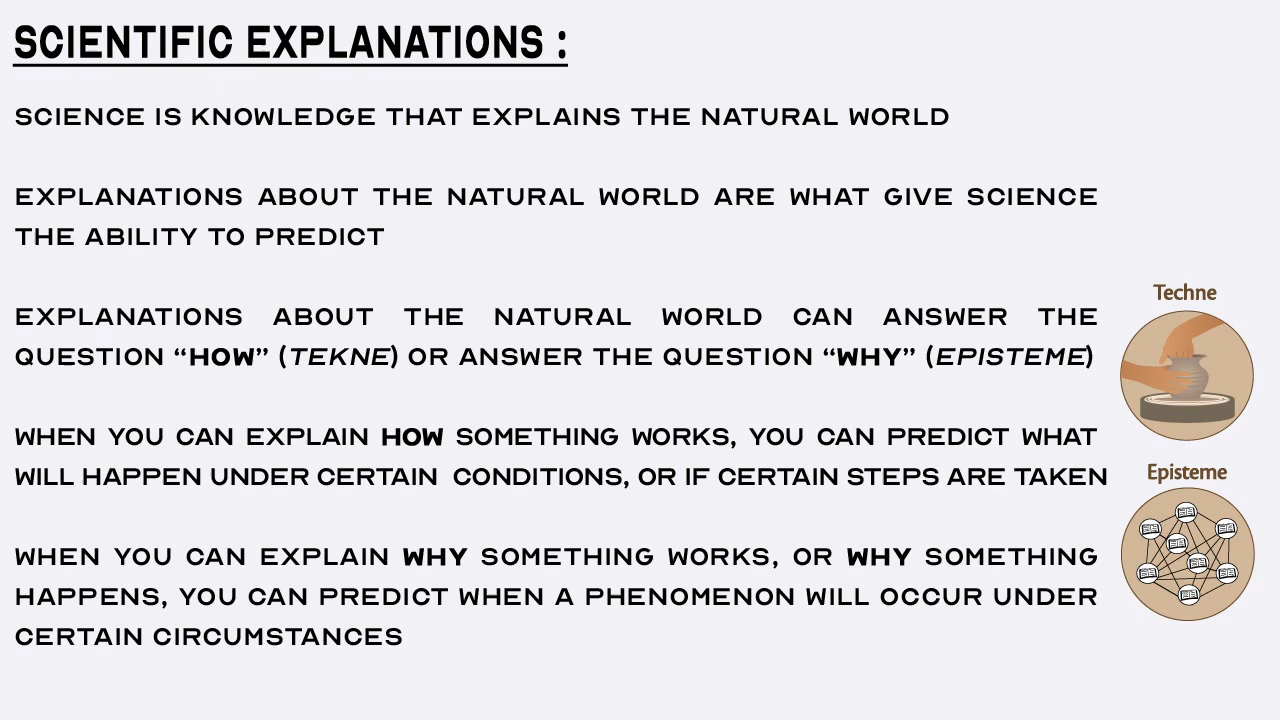 SCIENTIFIC EXPLANATIONS :
SCIENCE IS KNOWLEDGE THAT EXPLAINS THE NATURAL WORLD
EXPLANATIONS ABOUT THE NATURAL WORLD ARE WHAT GIVE SCIENCE
THE ABILITY TO PREDICT
EXPLANATIONS ABOUT THE NATURAL WORLD CAN ANSWER THE
QUESTION “HOW” (TEKNE) OR ANSWER THE QUESTION “WHY” (EPISTEME)
WHEN YOU CAN EXPLAIN HOW SOMETHING WORKS, YOU CAN PREDICT WHAT
WILL HAPPEN UNDER CERTAIN CONDITIONS, OR IF CERTAIN STEPS ARE TAKEN
WHEN YOU CAN EXPLAIN WHY SOMETHING WORKS, OR WHY SOMETHING
HAPPENS, YOU CAN PREDICT WHEN A PHENOMENON WILL OCCUR UNDER
CERTAIN CIRCUMSTANCES
Techne
Episteme